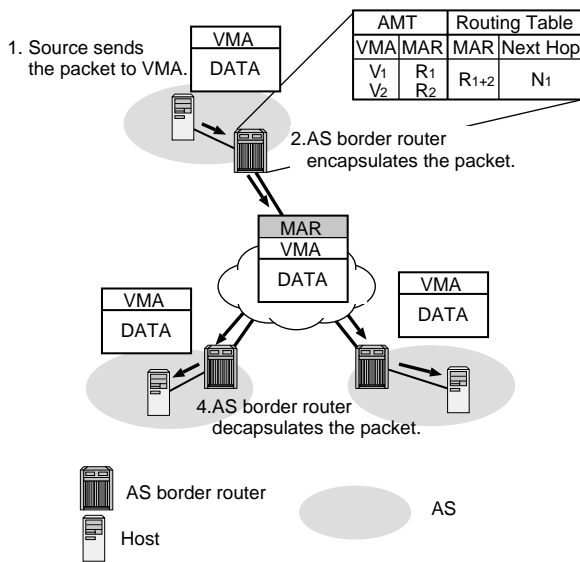 1. Source sends
the packet to VMA.
VMA
DATA
AMT Routing Table
VMA MAR MAR Next Hop
V1 R1 R1+2 N1
V2 R2
2.AS border router
encapsulates the packet.
MAR
VMA
DATA
VMA
DATA
VMA
DATA
4.AS border router
decapsulates the packet.
AS border router
AS
Host